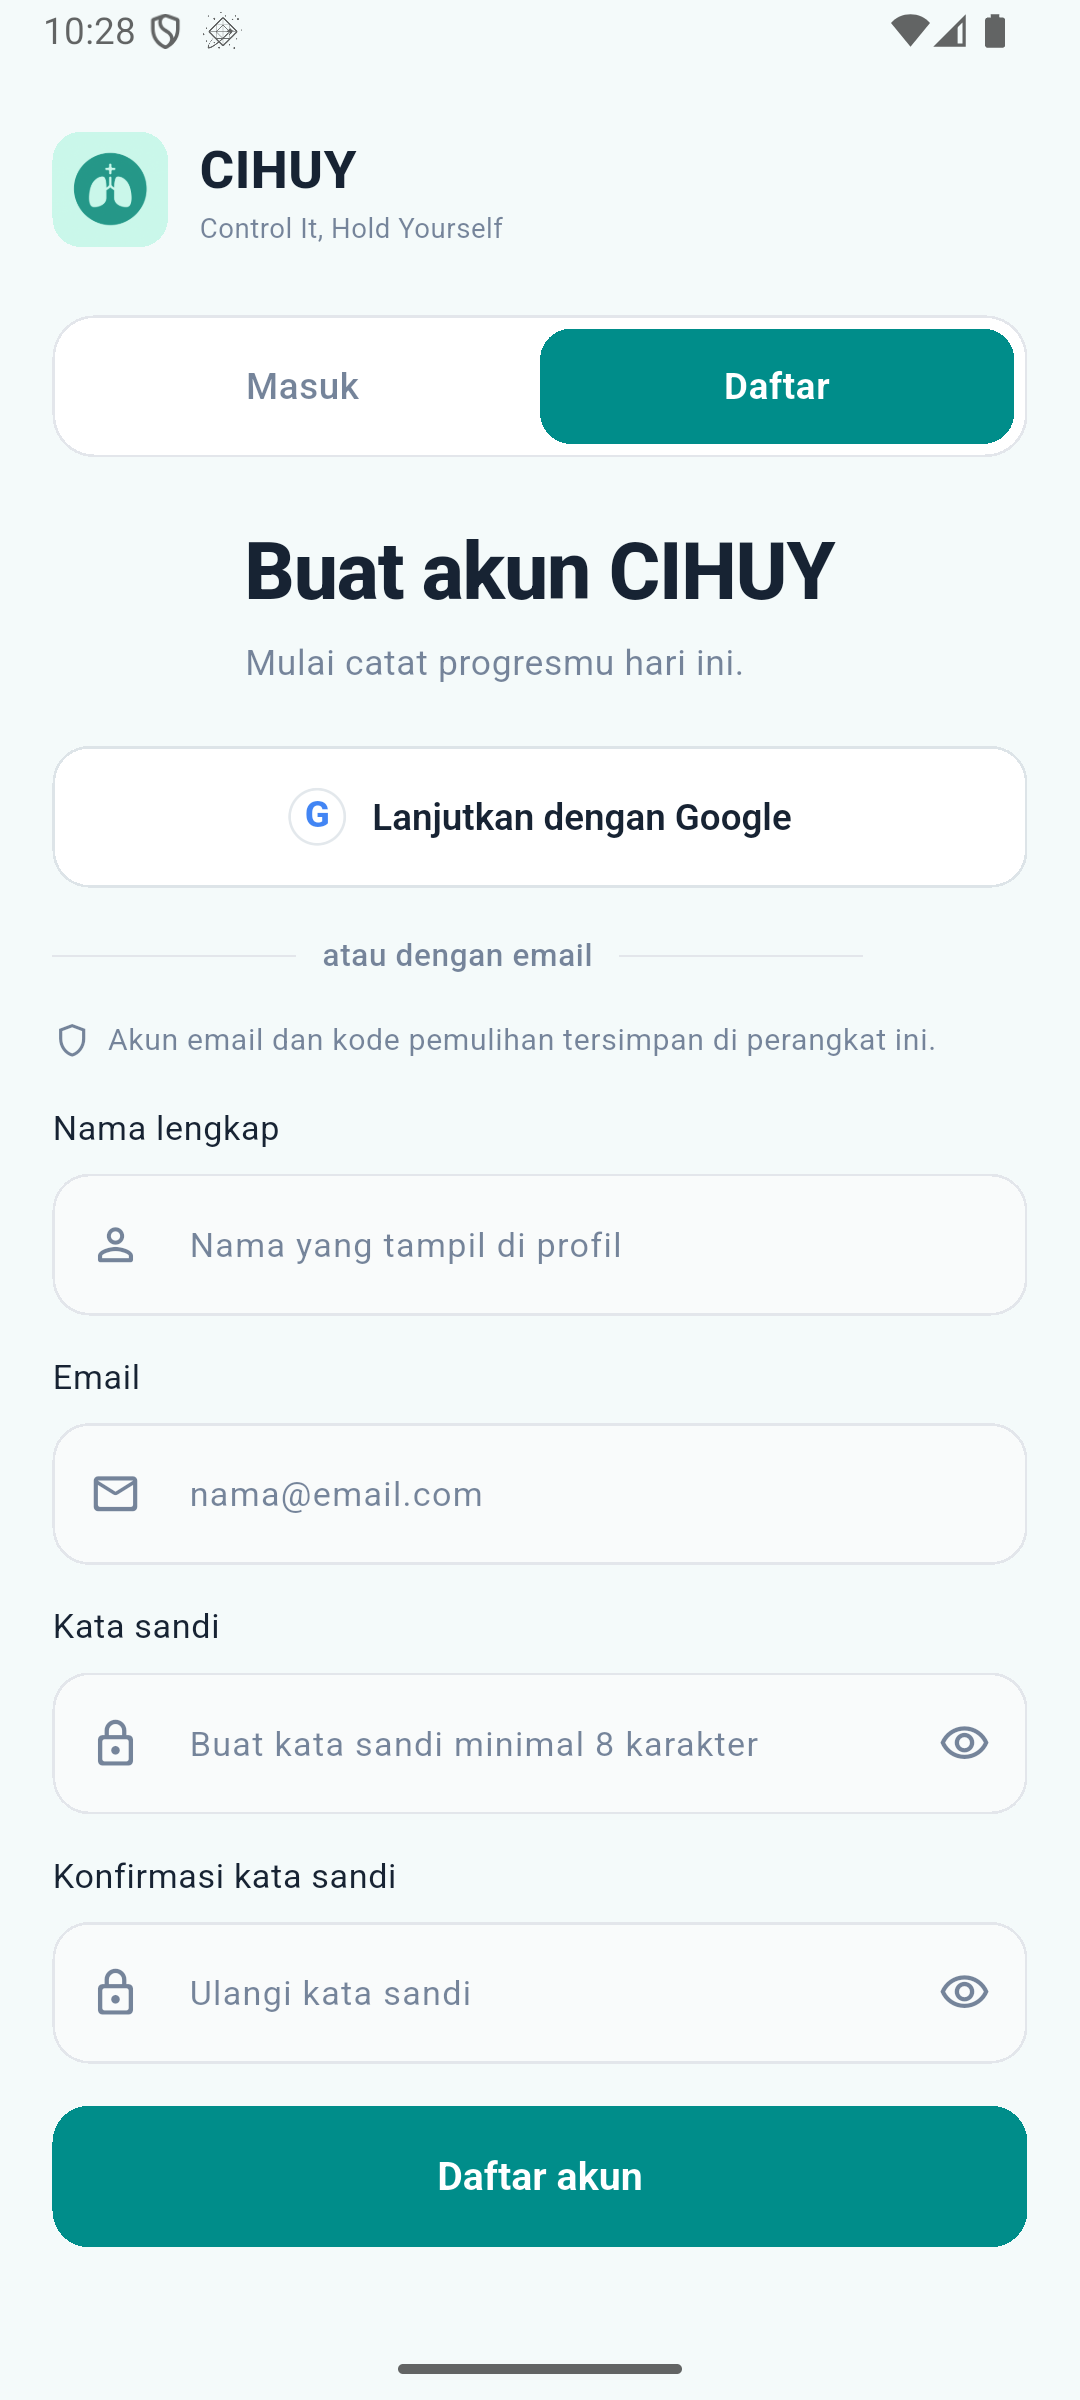 10:28
CIHUY
Control It, Hold Yourself
Masuk
Daftar
Buat akun CIHUY
Mulai catat progresmu hari ini.
G Lanjutkan dengan Google
atau dengan email
Akun email dan kode pemulihan tersimpan di perangkat ini.
Nama lengkap
Nama yang tampil di profil
Email
nama@email.com
Kata sandi
Buat kata sandi minimal 8 karakter
Konfirmasi kata sandi
Ulangi kata sandi
Daftar akun